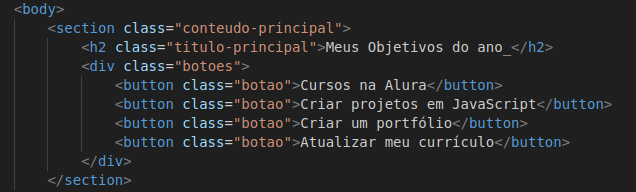 <body>
<section class="conteudo-principal">
<h2 class="titulo-principal">Meus Objetivos do ano_</h2>
<div class="botoes">
<button class="botao">Cursos na Alura</button>
<button class="botao">Criar projetos em JavaScript</button>
<button class="botao">Criar um portfólio</button>
<button class="botao">Atualizar meu currículo</button>
</div>
</section>